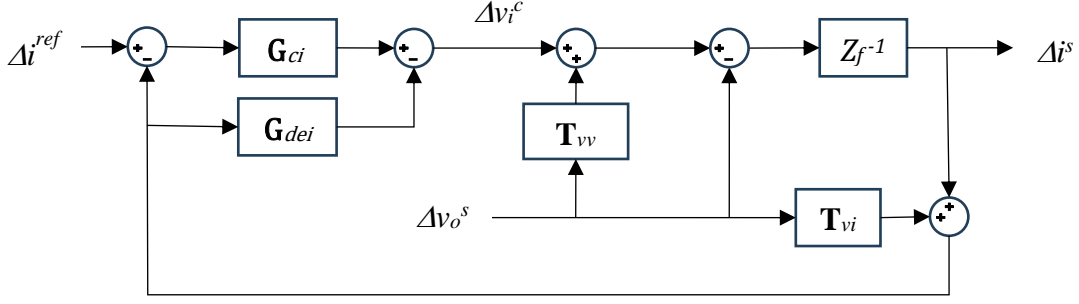 Δv_i^c
Δi^ref
+
−
G_ci
+
−
+
+
+
−
Z_f^-1
Δi^s
G_dei
T_vv
Δv_o^s
T_vi
+
+